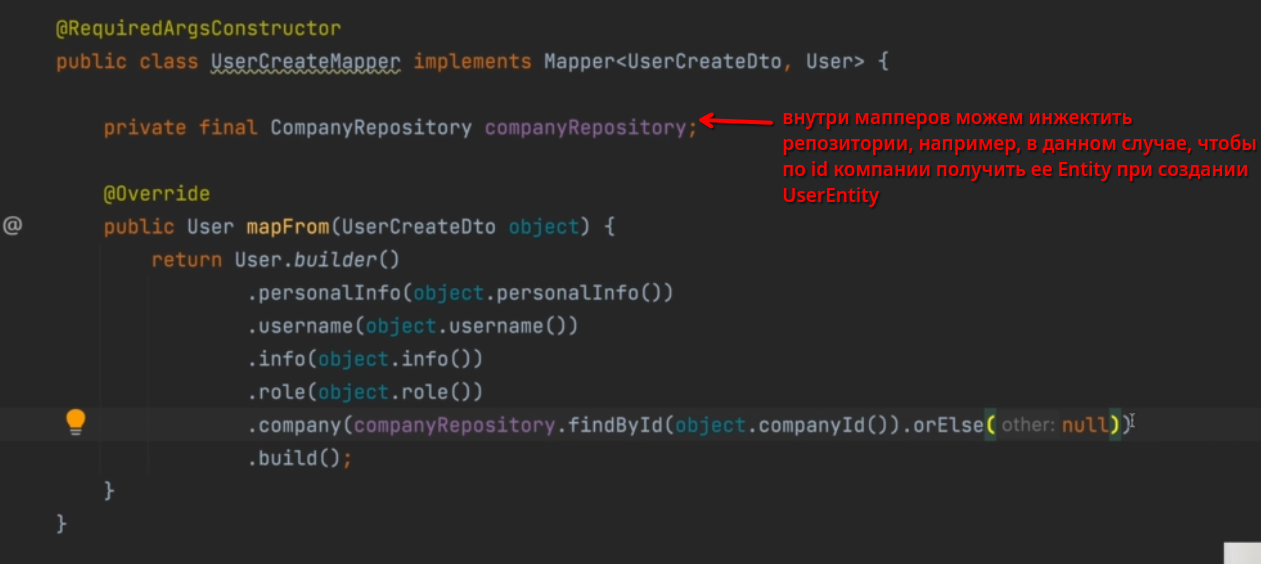 @RequiredArgsConstructor
public class UserCreateMapper implements Mapper<UserCreateDto, User> {
private final CompanyRepository companyRepository;
внутри мапперов можем инжектить
репозитории, например, в данном случае, чтобы
по id компании получить ее Entity при создании
UserEntity
@Override
@
public User mapFrom(UserCreateDto object) {
return User.builder()
.personalInfo(object.personalInfo())
.username(object.username())
.info(object.info())
.role(object.role())
.company(companyRepository.findById(object.companyId()).orElse( other: null))
.build();
}
}